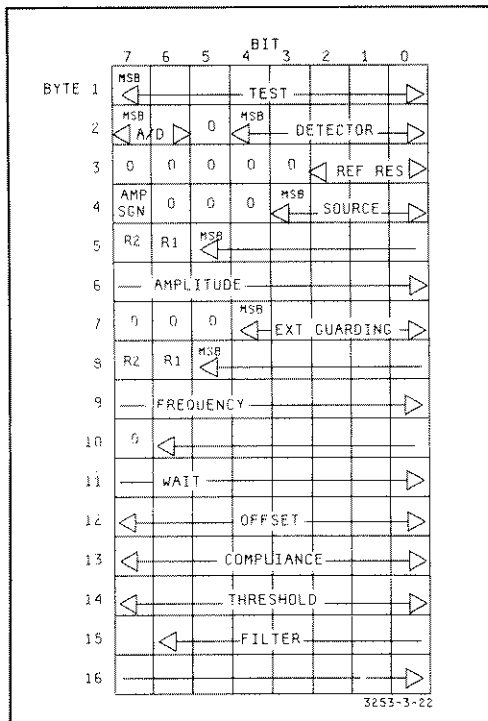 BIT
7 6 5 4 3 2 1 0
BYTE 1 MSB TEST
2 MSB A/D 0 MSB DETECTOR
3 0 0 0 0 0 REF RES
4 AMP SGN 0 0 0 MSB SOURCE
5 R2 R1 MSB
6 AMPLITUDE
7 0 0 0 MSB EXT GUARDING
8 R2 R1 MSB
9 FREQUENCY
10 0
11 WAIT
12 OFFSET
13 COMPLIANCE
14 THRESHOLD
15 FILTER
16
3253-3-22